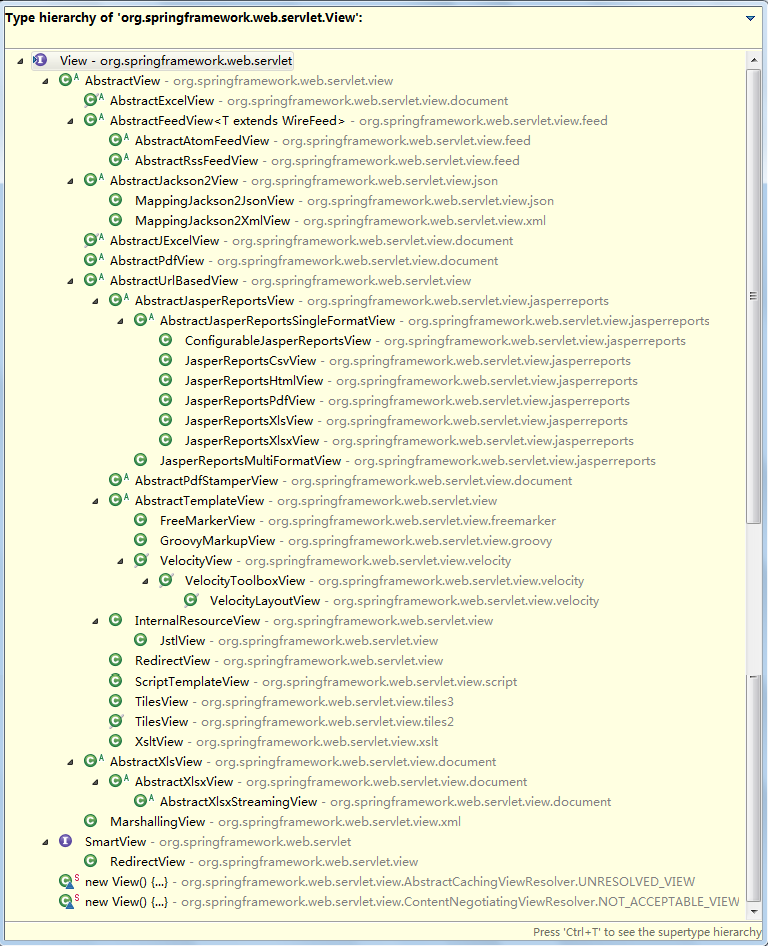 Type hierarchy of 'org.springframework.web.servlet.View':
View - org.springframework.web.servlet
AbstractView - org.springframework.web.servlet.view
AbstractExcelView - org.springframework.web.servlet.view.document
AbstractFeedView<T extends WireFeed> - org.springframework.web.servlet.view.feed
AbstractAtomFeedView - org.springframework.web.servlet.view.feed
AbstractRssFeedView - org.springframework.web.servlet.view.feed
AbstractJackson2View - org.springframework.web.servlet.view.json
MappingJackson2JsonView - org.springframework.web.servlet.view.json
MappingJackson2XmlView - org.springframework.web.servlet.view.xml
AbstractJExcelView - org.springframework.web.servlet.view.document
AbstractPdfView - org.springframework.web.servlet.view.document
AbstractUrlBasedView - org.springframework.web.servlet.view
AbstractJasperReportsView - org.springframework.web.servlet.view.jasperreports
AbstractJasperReportsSingleFormatView - org.springframework.web.servlet.view.jasperreports
ConfigurableJasperReportsView - org.springframework.web.servlet.view.jasperreports
JasperReportsCsvView - org.springframework.web.servlet.view.jasperreports
JasperReportsHtmlView - org.springframework.web.servlet.view.jasperreports
JasperReportsPdfView - org.springframework.web.servlet.view.jasperreports
JasperReportsXlsView - org.springframework.web.servlet.view.jasperreports
JasperReportsXlsxView - org.springframework.web.servlet.view.jasperreports
JasperReportsMultiFormatView - org.springframework.web.servlet.view.jasperreports
AbstractPdfStamperView - org.springframework.web.servlet.view.document
AbstractTemplateView - org.springframework.web.servlet.view
FreeMarkerView - org.springframework.web.servlet.view.freemarker
GroovyMarkupView - org.springframework.web.servlet.view.groovy
VelocityView - org.springframework.web.servlet.view.velocity
VelocityToolboxView - org.springframework.web.servlet.view.velocity
VelocityLayoutView - org.springframework.web.servlet.view.velocity
InternalResourceView - org.springframework.web.servlet.view
JstlView - org.springframework.web.servlet.view
RedirectView - org.springframework.web.servlet.view
ScriptTemplateView - org.springframework.web.servlet.view.script
TilesView - org.springframework.web.servlet.view.tiles3
TilesView - org.springframework.web.servlet.view.tiles2
XsltView - org.springframework.web.servlet.view.xslt
AbstractXlsView - org.springframework.web.servlet.view.document
AbstractXlsxView - org.springframework.web.servlet.view.document
AbstractXlsxStreamingView - org.springframework.web.servlet.view.document
MarshallingView - org.springframework.web.servlet.view.xml
SmartView - org.springframework.web.servlet
RedirectView - org.springframework.web.servlet.view
new View() {...} - org.springframework.web.servlet.view.AbstractCachingViewResolver.UNRESOLVED_VIEW
new View() {...} - org.springframework.web.servlet.view.ContentNegotiatingViewResolver.NOT_ACCEPTABLE_VIEW
Press 'Ctrl+T' to see the supertype hierarchy